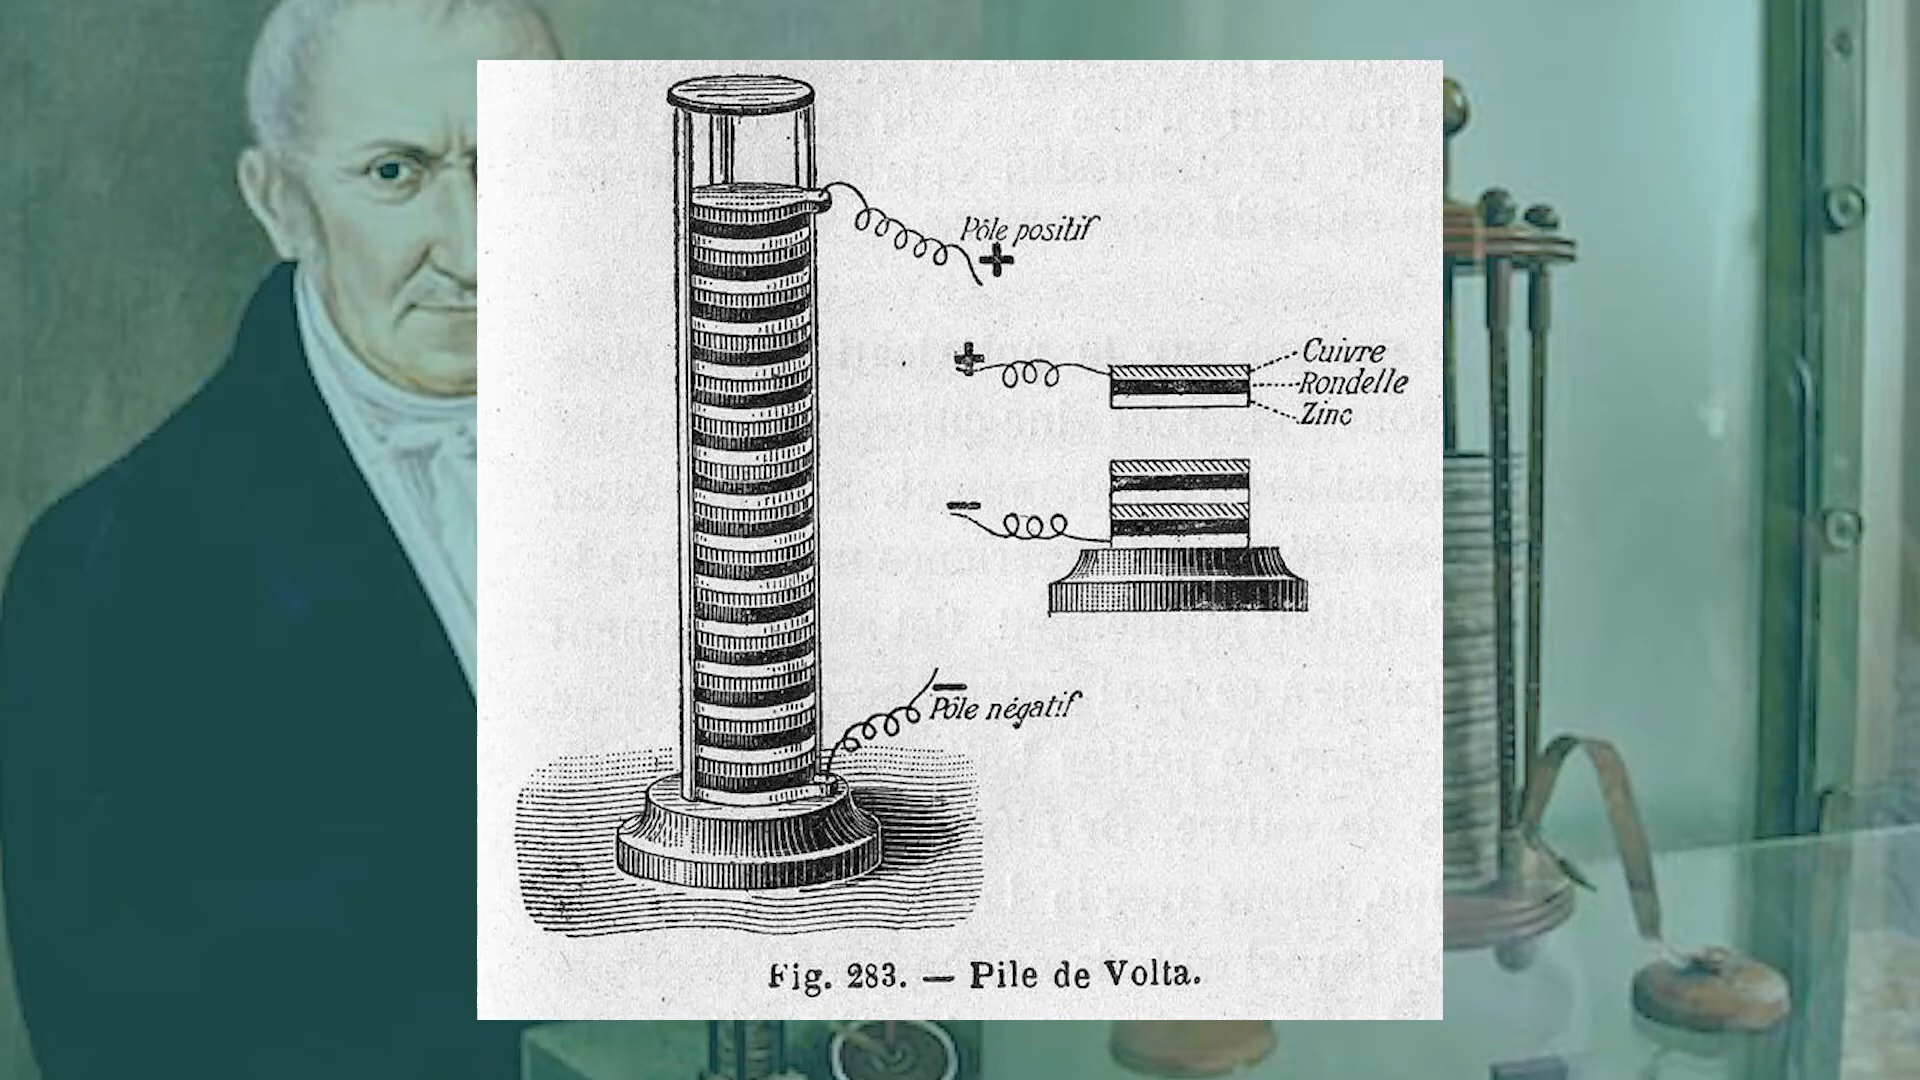 Pôle positif
+
+
Cuivre
Rondelle
Zinc
−
−
Pôle négatif
Fig. 283. — Pile de Volta.